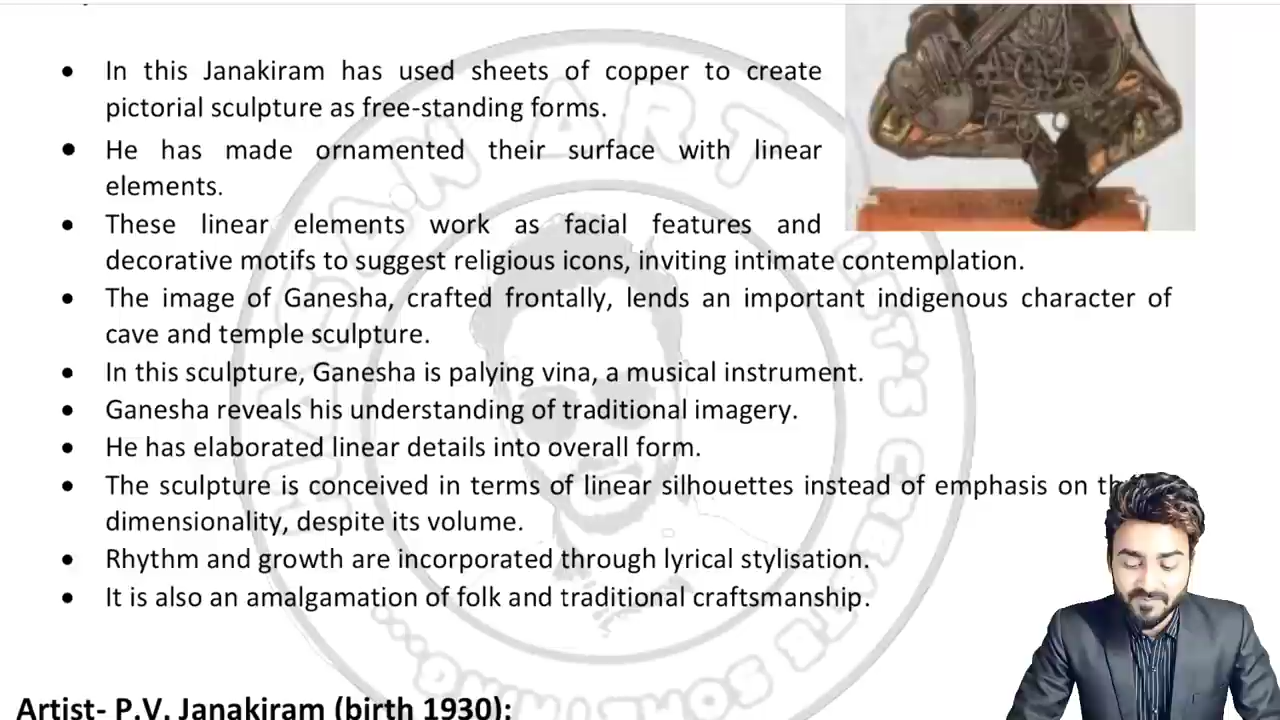 In this Janakiram has used sheets of copper to create
pictorial sculpture as free-standing forms.
He has made ornamented their surface with linear
elements.
These linear elements work as facial features and
decorative motifs to suggest religious icons, inviting intimate contemplation.
The image of Ganesha, crafted frontally, lends an important indigenous character of
cave and temple sculpture.
In this sculpture, Ganesha is palying vina, a musical instrument.
Ganesha reveals his understanding of traditional imagery.
He has elaborated linear details into overall form.
The sculpture is conceived in terms of linear silhouettes instead of emphasis on
dimensionality, despite its volume.
Rhythm and growth are incorporated through lyrical stylisation.
It is also an amalgamation of folk and traditional craftsmanship.
Artist- P.V. Janakiram (birth 1930):